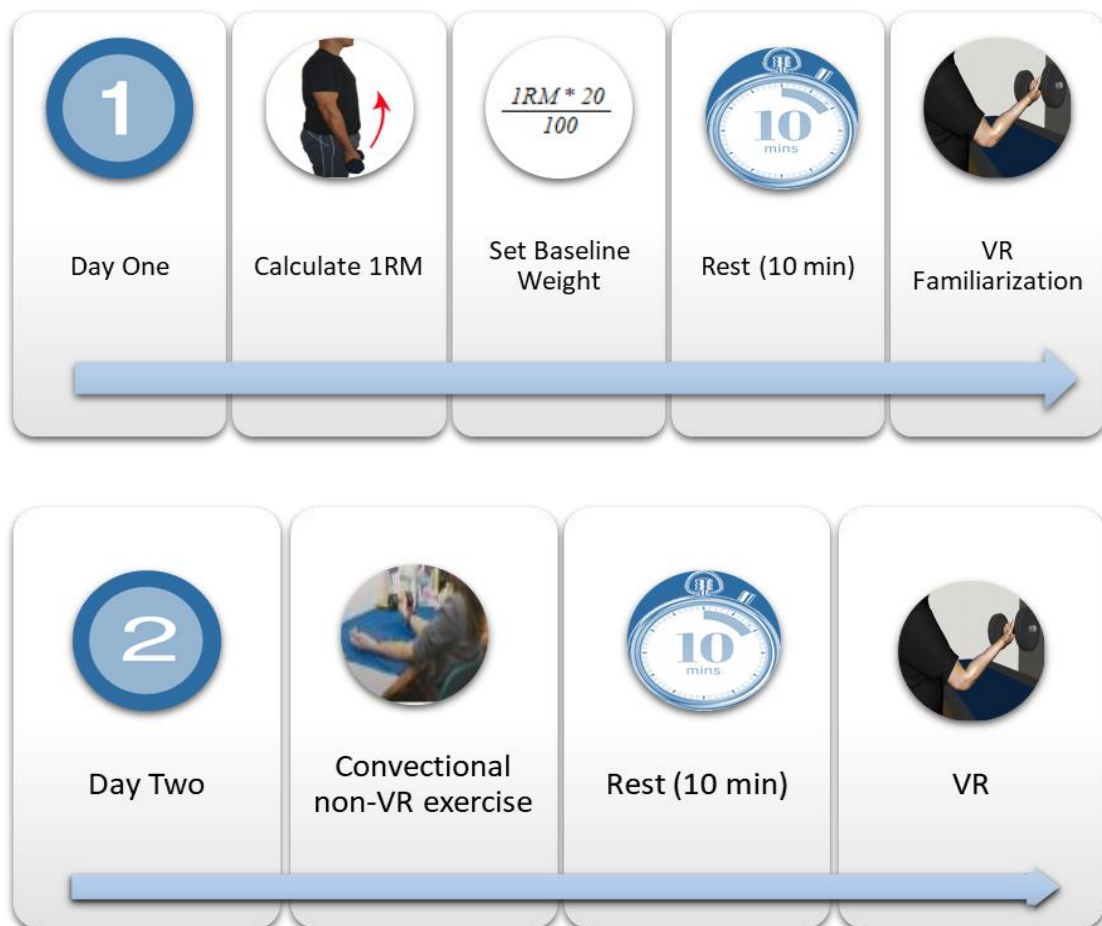 1
1RM * 20
100
10
mins
Day One
Calculate 1RM
Set Baseline
Weight
Rest (10 min)
VR
Familiarization
2
10
mins
Day Two
Convectional
non-VR exercise
Rest (10 min)
VR